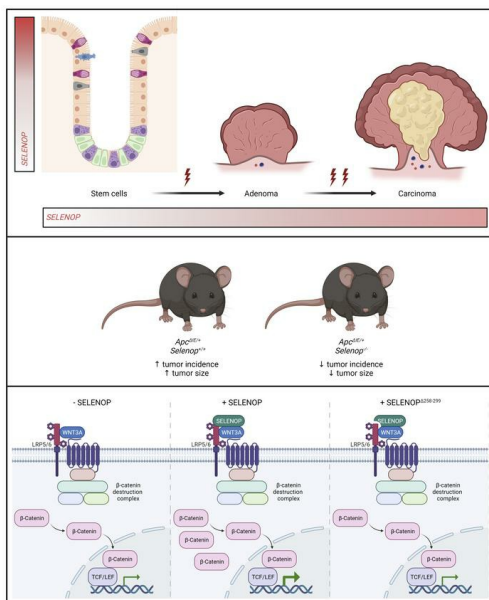 SELENOP
Stem cells
Adenoma
Carcinoma
SELENOP
Apc^ΔIE/+
Selenop^+/+
↑ tumor incidence
↑ tumor size
Apc^ΔIE/+
Selenop^-/-
↓ tumor incidence
↓ tumor size
- SELENOP
WNT3A
LRP5/6
β-catenin
destruction
complex
β-Catenin
β-Catenin
β-Catenin
TCF/LEF
+ SELENOP
SELENOP
WNT3A
LRP5/6
β-catenin
destruction
complex
β-Catenin
β-Catenin
β-Catenin
β-Catenin
β-Catenin
TCF/LEF
+ SELENOP^Δ258-299
SELENOP
WNT3A
LRP5/6
β-catenin
destruction
complex
β-Catenin
β-Catenin
β-Catenin
TCF/LEF